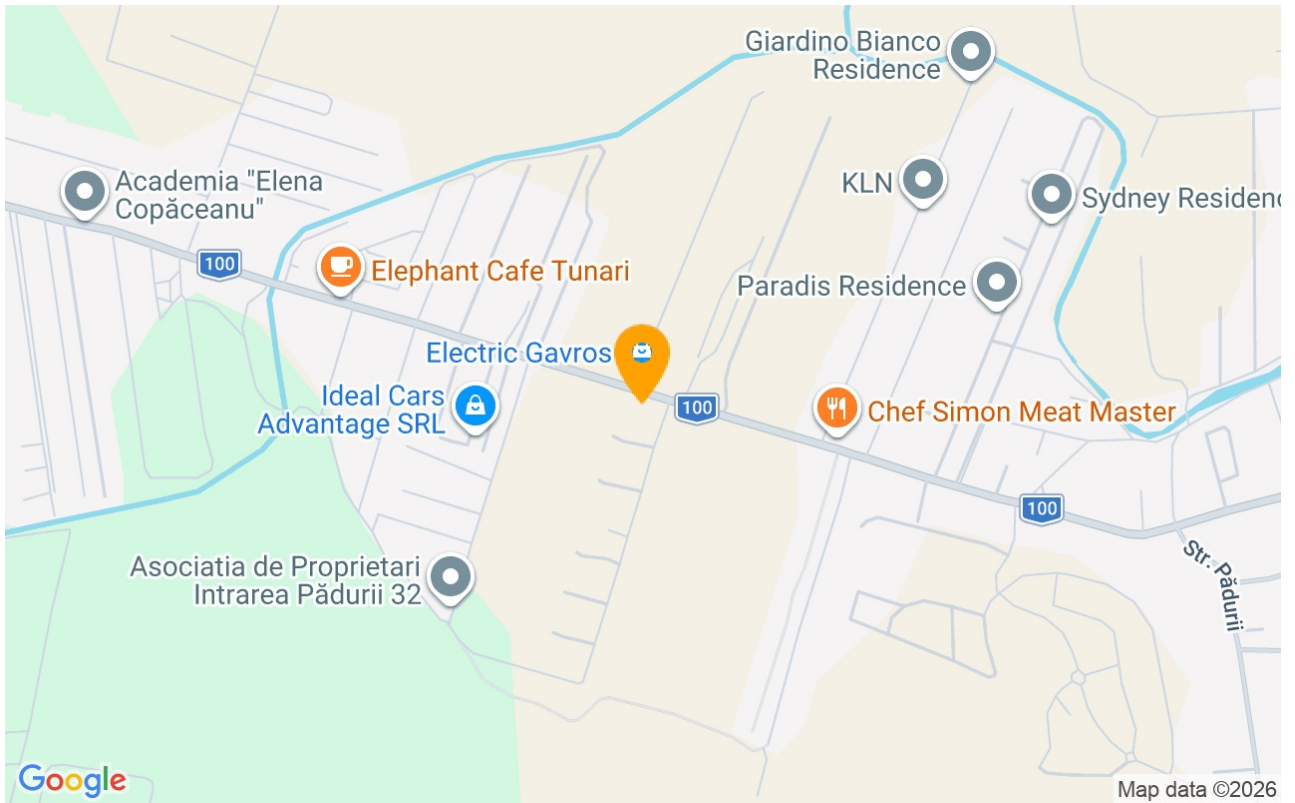 Giardino Bianco
Residence
Academia "Elena
Copăceanu"
KLN
Sydney Residenc
100
Elephant Cafe Tunari
Paradis Residence
Electric Gavros
Ideal Cars
Advantage SRL
100
Chef Simon Meat Master
100
Str. Pădurii
Asociatia de Proprietari
Intrarea Pădurii 32
Google
Map data ©2026